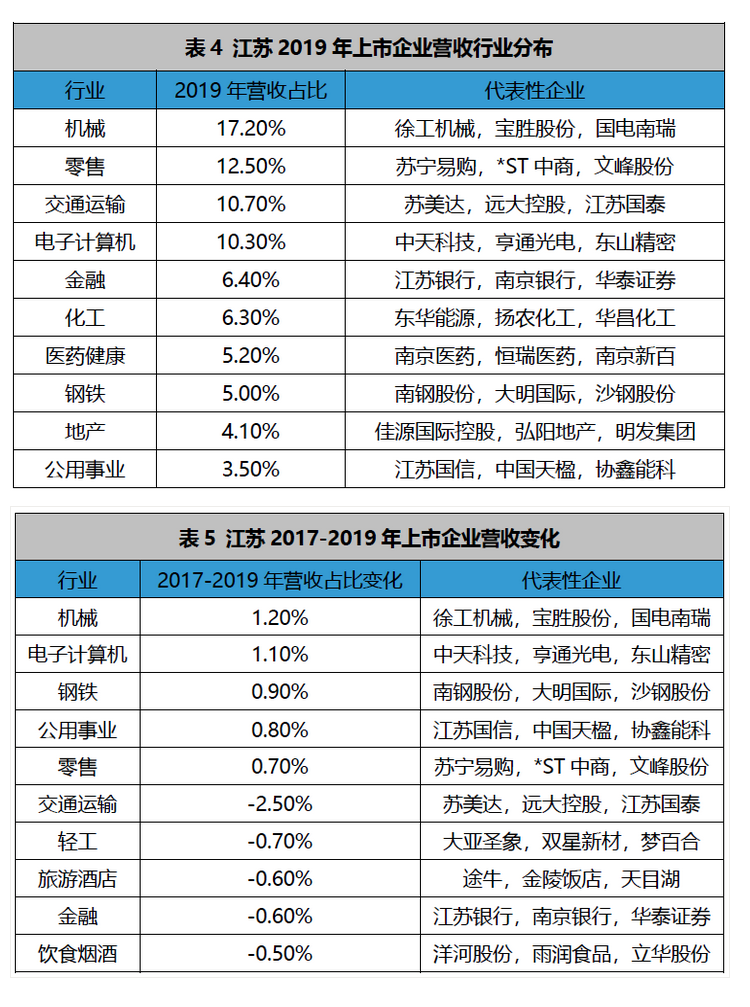 表 4 江苏 2019 年上市企业营收行业分布
行业 2019 年营收占比 代表性企业
机械 17.20% 徐工机械，宝胜股份，国电南瑞
零售 12.50% 苏宁易购，*ST 中商，文峰股份
交通运输 10.70% 苏美达，远大控股，江苏国泰
电子计算机 10.30% 中天科技，亨通光电，东山精密
金融 6.40% 江苏银行，南京银行，华泰证券
化工 6.30% 东华能源，扬农化工，华昌化工
医药健康 5.20% 南京医药，恒瑞医药，南京新百
钢铁 5.00% 南钢股份，大明国际，沙钢股份
地产 4.10% 佳源国际控股，弘阳地产，明发集团
公用事业 3.50% 江苏国信，中国天楹，协鑫能科
表 5 江苏 2017-2019 年上市企业营收变化
行业 2017-2019 年营收占比变化 代表性企业
机械 1.20% 徐工机械，宝胜股份，国电南瑞
电子计算机 1.10% 中天科技，亨通光电，东山精密
钢铁 0.90% 南钢股份，大明国际，沙钢股份
公用事业 0.80% 江苏国信，中国天楹，协鑫能科
零售 0.70% 苏宁易购，*ST 中商，文峰股份
交通运输 -2.50% 苏美达，远大控股，江苏国泰
轻工 -0.70% 大亚圣象，双星新材，梦百合
旅游酒店 -0.60% 途牛，金陵饭店，天目湖
金融 -0.60% 江苏银行，南京银行，华泰证券
饮食烟酒 -0.50% 洋河股份，雨润食品，立华股份